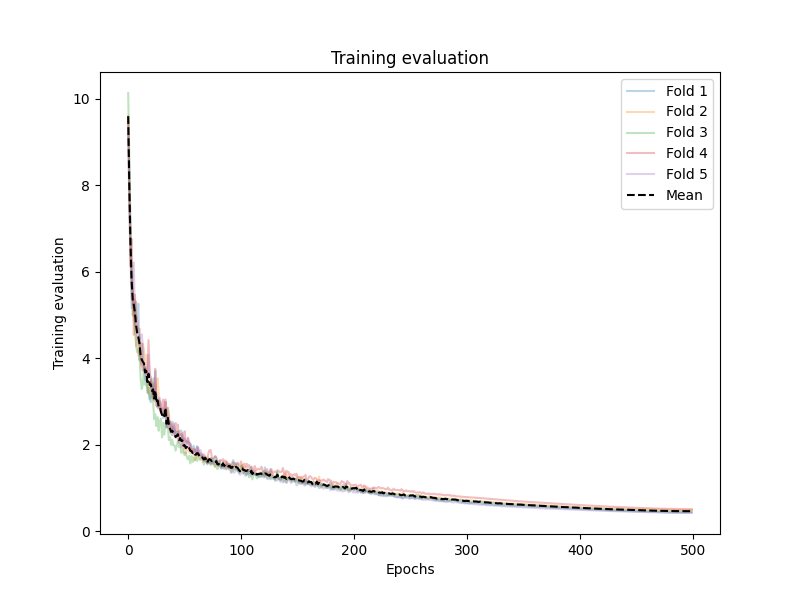 Training evaluation
Training evaluation
10
8
6
4
2
0
0 100 200 300 400 500
Epochs
Fold 1
Fold 2
Fold 3
Fold 4
Fold 5
Mean